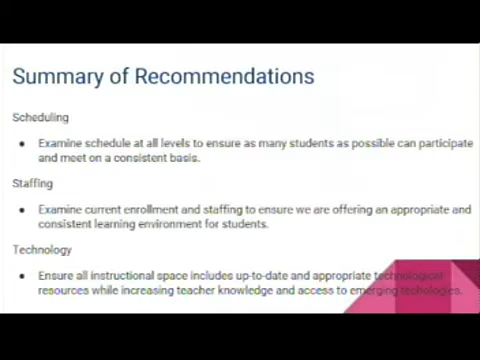 Summary of Recommendations
Scheduling
● Examine schedule at all levels to ensure as many students as possible can participate
and meet on a consistent basis.
Staffing
● Examine current enrollment and staffing to ensure we are offering an appropriate and
consistent learning environment for students.
Technology
● Ensure all instructional space includes up-to-date and appropriate technological
resources while increasing teacher knowledge and access to emerging techologies.